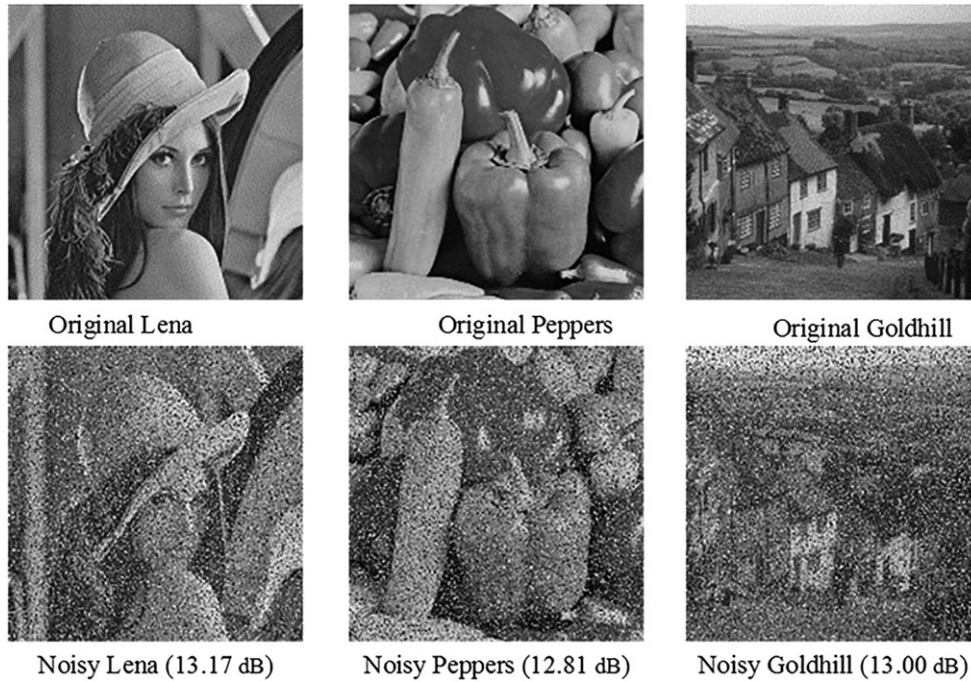 Original Lena
Original Peppers
Original Goldhill
Noisy Lena (13.17 dB)
Noisy Peppers (12.81 dB)
Noisy Goldhill (13.00 dB)